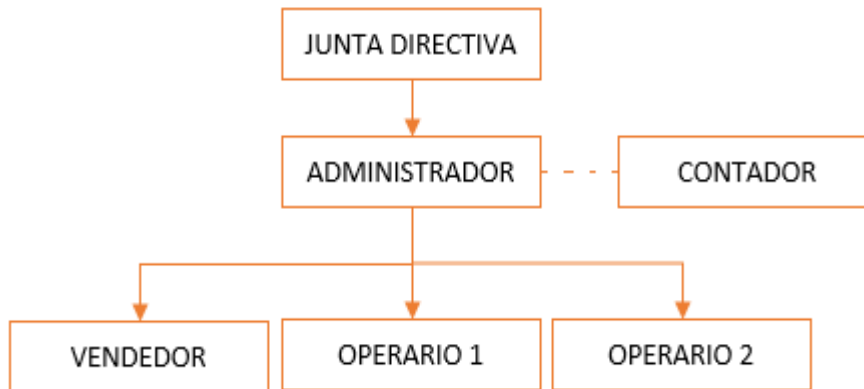 JUNTA DIRECTIVA
ADMINISTRADOR
CONTADOR
VENDEDOR
OPERARIO 1
OPERARIO 2